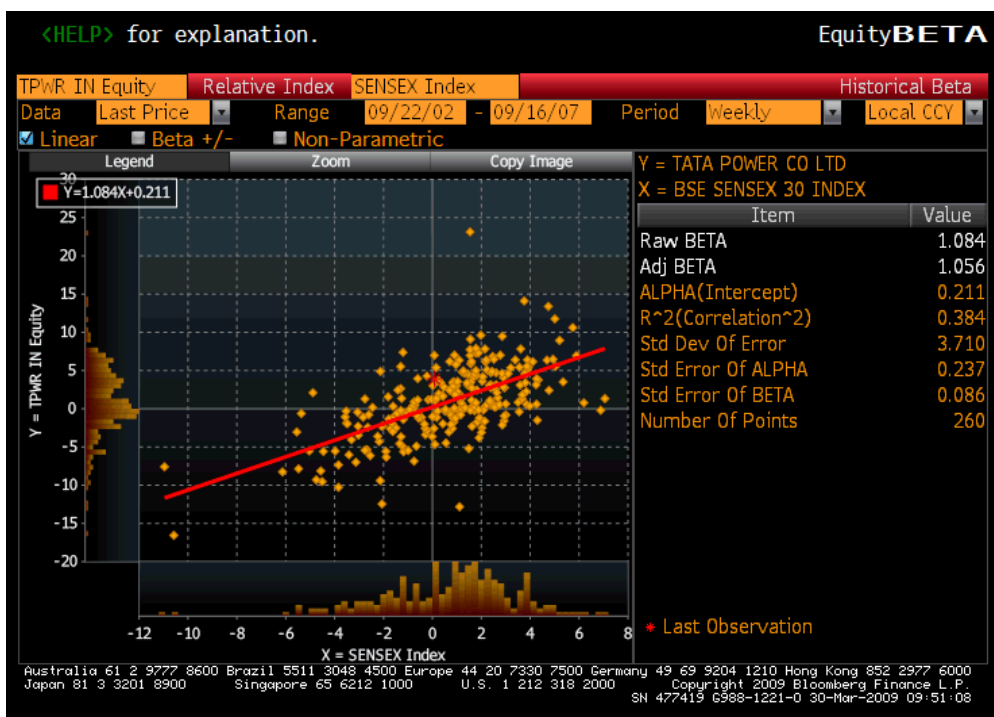 <HELP> for explanation.
EquityBETA
TPWR IN Equity Relative Index SENSEX Index Historical Beta
Data Last Price Range 09/22/02 - 09/16/07 Period Weekly Local CCY
Linear Beta +/- Non-Parametric
Legend Zoom Copy Image
Y = TATA POWER CO LTD
X = BSE SENSEX 30 INDEX
Item Value
Raw BETA 1.084
Adj BETA 1.056
ALPHA(Intercept) 0.211
R^2(Correlation^2) 0.384
Std Dev Of Error 3.710
Std Error Of ALPHA 0.237
Std Error Of BETA 0.086
Number Of Points 260
* Last Observation
30
Y=1.084X+0.211
25
20
15
10
5
0
-5
-10
-15
-20
Y = TPWR IN Equity
-12 -10 -8 -6 -4 -2 0 2 4 6 8
X = SENSEX Index
Australia 61 2 9777 8600 Brazil 5511 3048 4500 Europe 44 20 7330 7500 Germany 49 69 9204 1210 Hong Kong 852 2977 6000
Japan 81 3 3201 8900 Singapore 65 6212 1000 U.S. 1 212 318 2000 Copyright 2009 Bloomberg Finance L.P.
SN 477419 G988-1221-0 30-Mar-2009 09:51:08